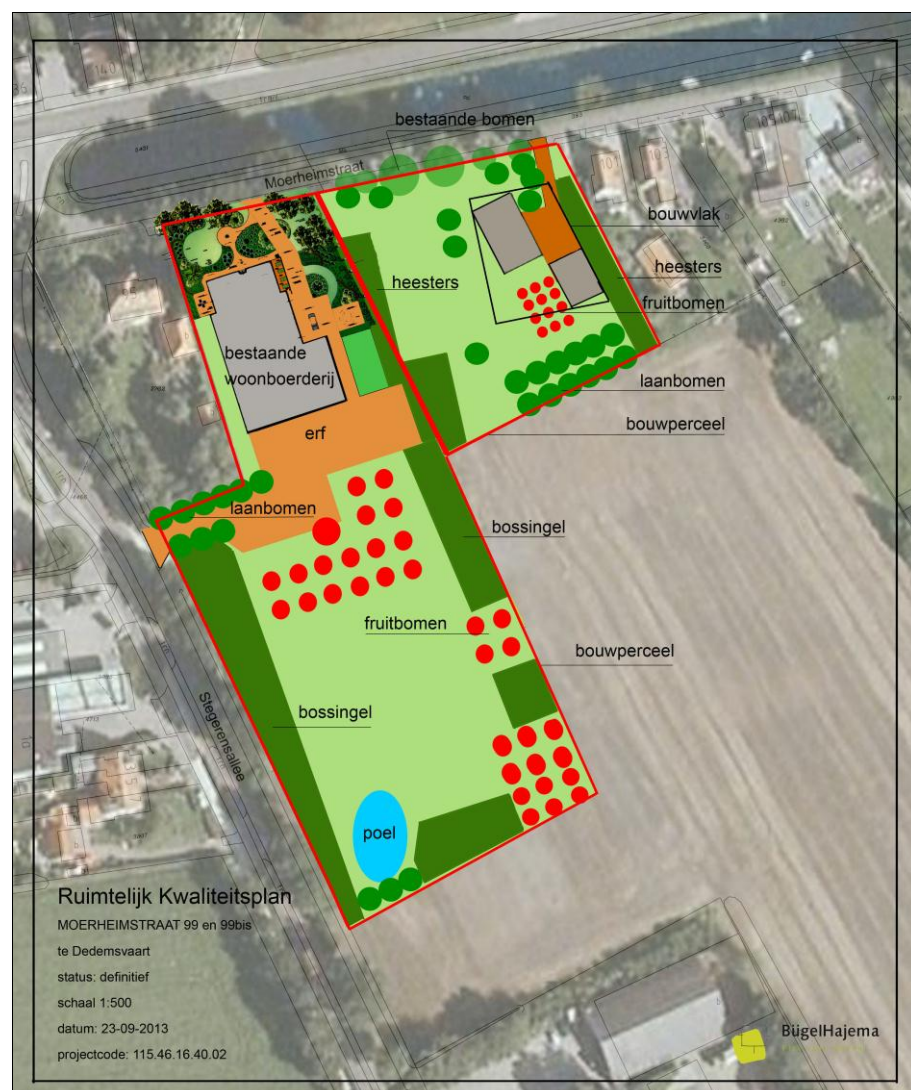 bestaande bomen
Moerheimstraat
bouwvlak
heesters
heesters
fruitbomen
bestaande
woonboerderij
laanbomen
erf
bouwperceel
laanbomen
bossingel
fruitbomen
bouwperceel
bossingel
Stegerensallee
poel
Ruimtelijk Kwaliteitsplan
MOERHEIMSTRAAT 99 en 99bis
te Dedemsvaart
status: definitief
schaal 1:500
datum: 23-09-2013
projectcode: 115.46.16.40.02
BügelHajema